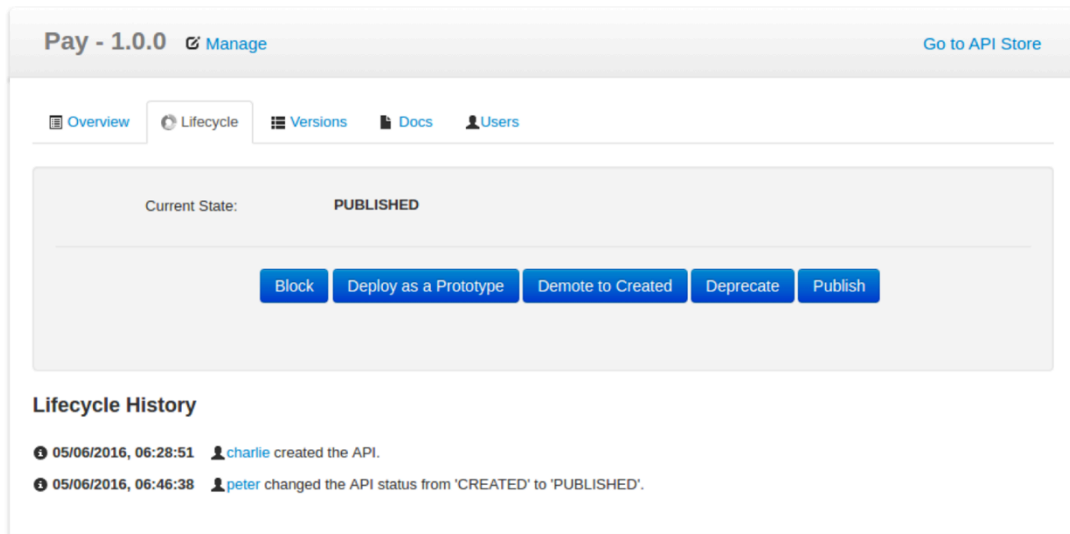 Pay - 1.0.0 Manage Go to API Store
Overview Lifecycle Versions Docs Users
Current State: PUBLISHED
Block Deploy as a Prototype Demote to Created Deprecate Publish
Lifecycle History
05/06/2016, 06:28:51 charlie created the API.
05/06/2016, 06:46:38 peter changed the API status from 'CREATED' to 'PUBLISHED'.